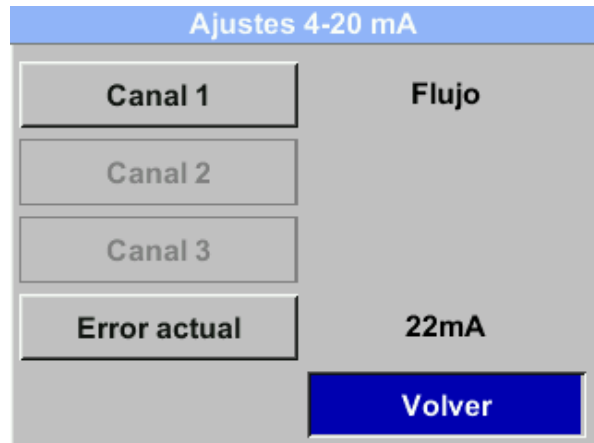 Ajustes 4-20 mA
Canal 1 Flujo
Canal 2
Canal 3
Error actual 22mA
Volver